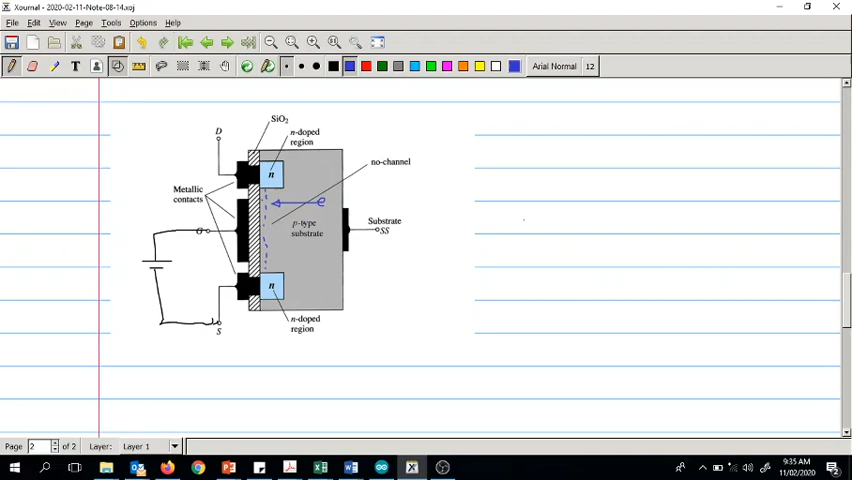 Xournal - 2020-02-11-Note-08-14.xoj
File Edit View Page Tools Options Help
Arial Normal 12
SiO2
D
n-doped
region
n
no-channel
Metallic
contacts
p-type
substrate
Substrate
SS
G
e
n
S
n-doped
region
Page 2 of 2 Layer: Layer 1
9:35 AM
11/02/2020